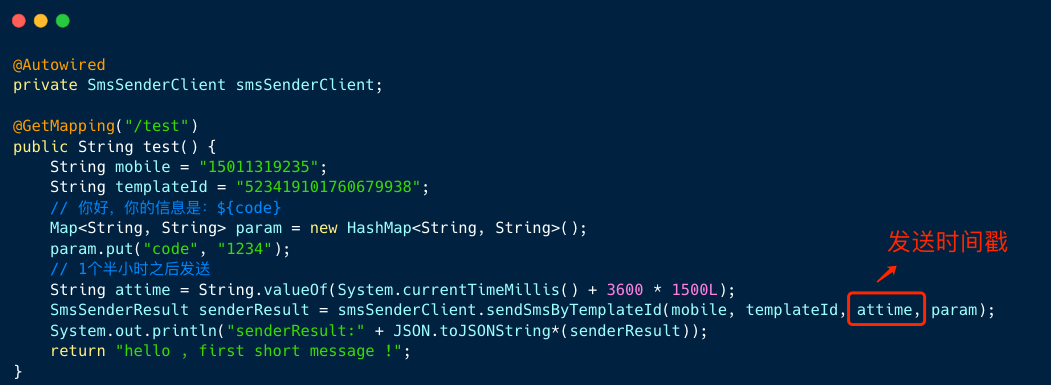 @Autowired
private SmsSenderClient smsSenderClient;
@GetMapping("/test")
public String test() {
String mobile = "15011319235";
String templateId = "523419101760679938";
// 你好，你的信息是：${code}
Map<String, String> param = new HashMap<String, String>();
param.put("code", "1234");
发送时间戳
// 1个半小时之后发送
String attime = String.valueOf(System.currentTimeMillis() + 3600 * 1500L);
SmsSenderResult senderResult = smsSenderClient.sendSmsByTemplateId(mobile, templateId, attime, param);
System.out.println("senderResult:" + JSON.toJSONString*(senderResult));
return "hello , first short message !";
}